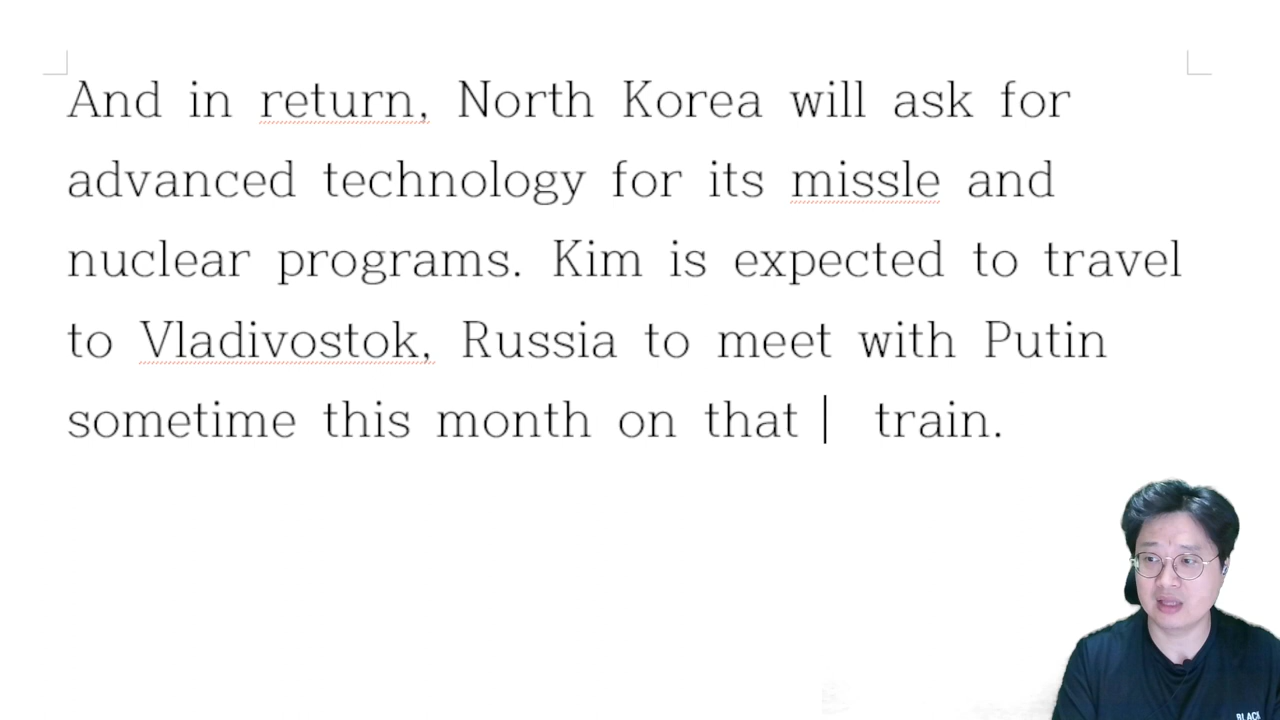 And in return, North Korea will ask for
advanced technology for its missle and
nuclear programs. Kim is expected to travel
to Vladivostok, Russia to meet with Putin
sometime this month on that train.
BLACK